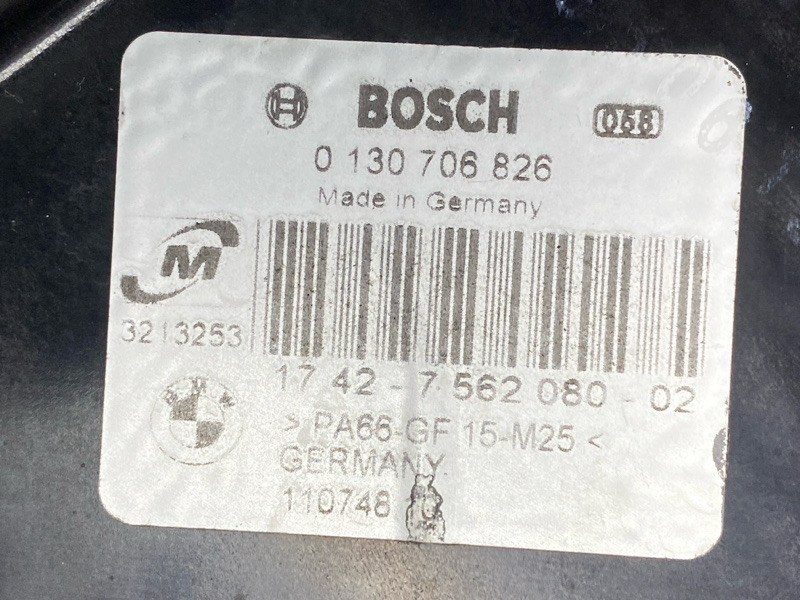 BOSCH
068
0 130 706 826
Made in Germany
M
3213253
17 42 - 7 562 080 - 02
BMW
> PA66-GF 15-M25 <
GERMANY
110748